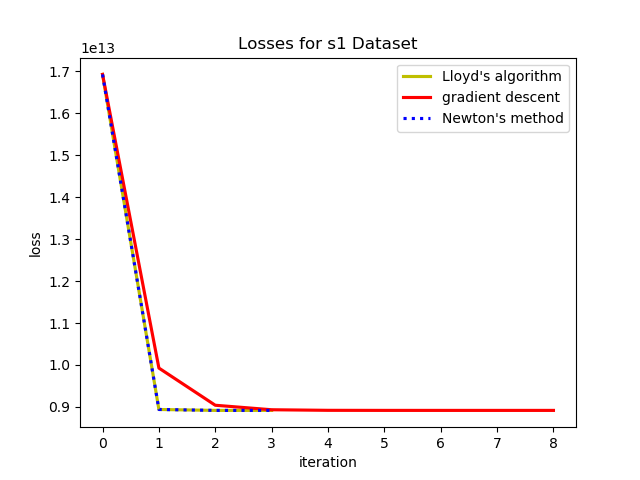 Losses for s1 Dataset
1e13
1.7
1.6
1.5
1.4
1.3
1.2
1.1
1.0
0.9
loss
Lloyd's algorithm
gradient descent
Newton's method
0 1 2 3 4 5 6 7 8
iteration